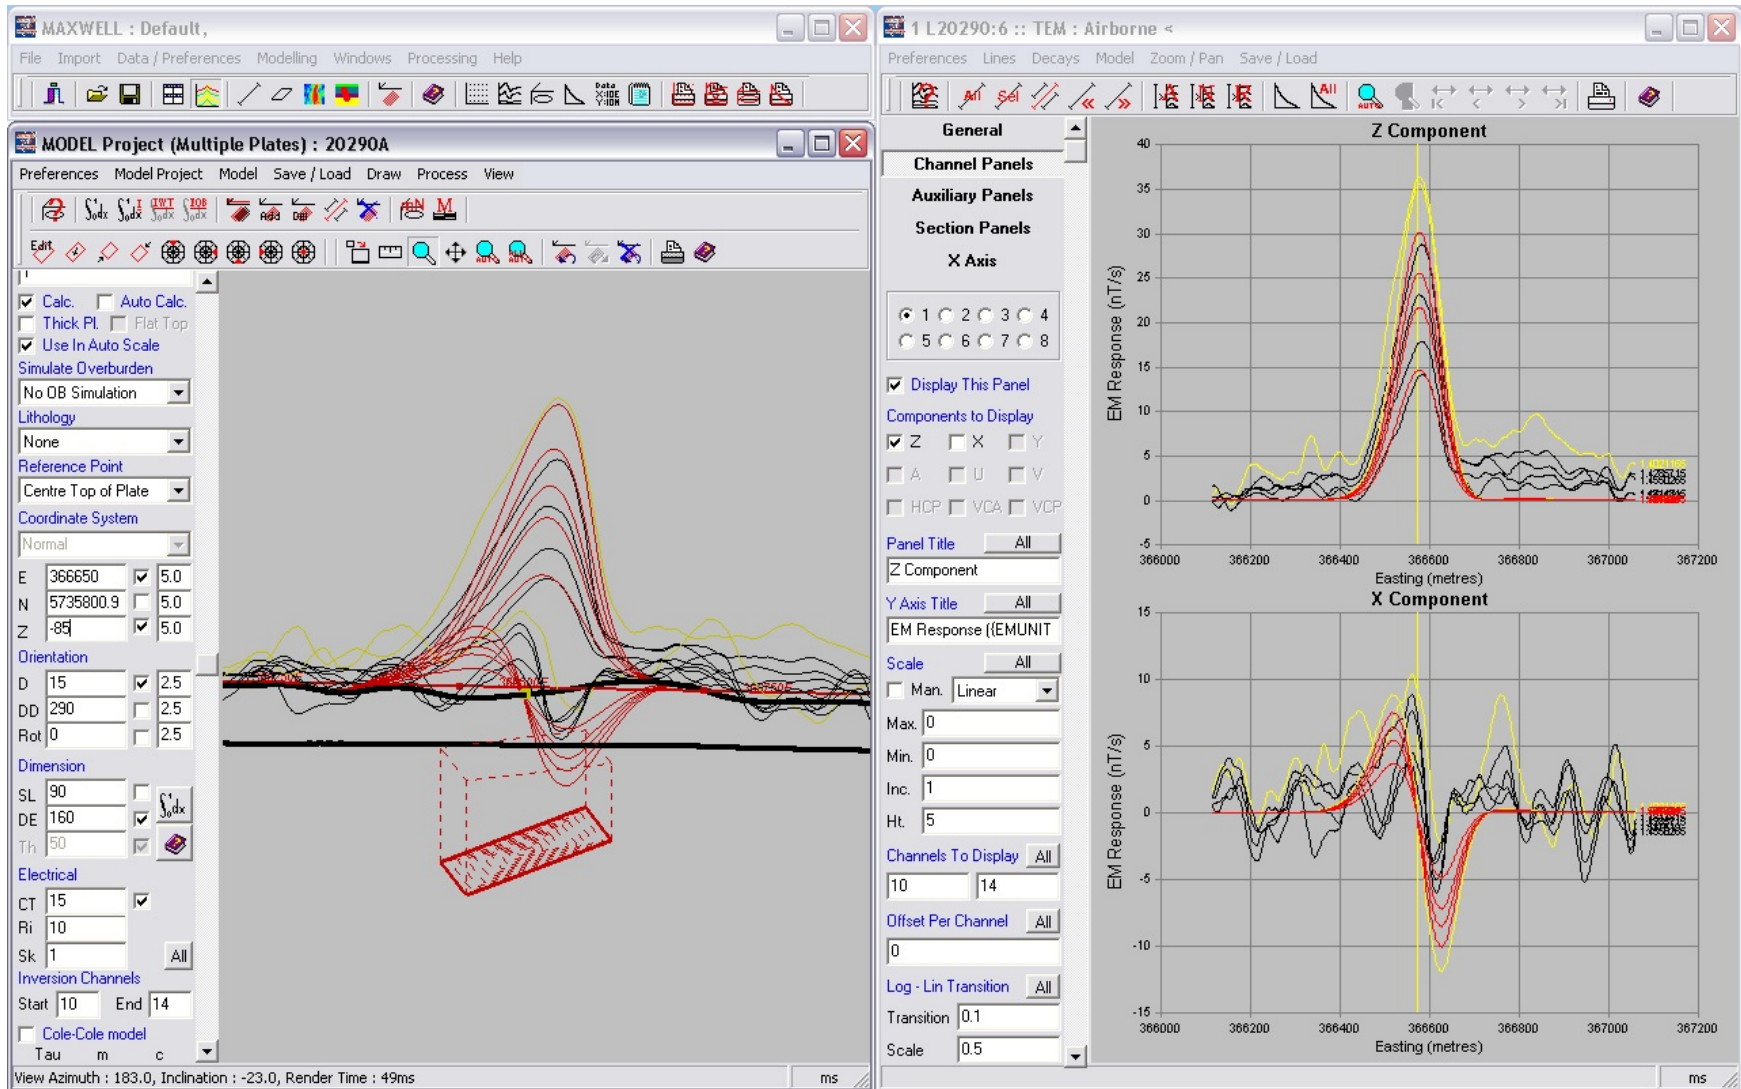 MAXWELL : Default,
File Import Data / Preferences Modelling Windows Processing Help
Data
X:10E
Y:10N
MODEL Project (Multiple Plates) : 20290A
Preferences Model Project Model Save / Load Draw Process View
Add
Edit
Calc. Auto Calc.
Thick Pl. Flat Top
Use In Auto Scale
Simulate Overburden
No OB Simulation
Lithology
None
Reference Point
Centre Top of Plate
Coordinate System
Normal
E 366650 5.0
N 5735800.9 5.0
Z -85 5.0
Orientation
D 15 2.5
DD 290 2.5
Rot 0 2.5
Dimension
SL 90
DE 160
Th 50
Electrical
CT 15
Ri 10
Sk 1 All
Inversion Channels
Start 10 End 14
Cole-Cole model
Tau m c
View Azimuth : 183.0, Inclination : -23.0, Render Time : 49ms
ms
1 L20290:6 :: TEM : Airborne <
Preferences Lines Decays Model Zoom / Pan Save / Load
All Sel All AUTO
General
Channel Panels
Auxiliary Panels
Section Panels
X Axis
1 2 3 4
5 6 7 8
Display This Panel
Components to Display
Z X Y
A U V
HCP VCA VCP
Panel Title All
Z Component
Y Axis Title All
EM Response ({EMUNIT
Scale All
Man. Linear
Max. 0
Min. 0
Inc. 1
Ht. 5
Channels To Display All
10 14
Offset Per Channel All
0
Log - Lin Transition All
Transition 0.1
Scale 0.5
Z Component
EM Response (nT/s)
40
35
30
25
20
15
10
5
0
-5
366000 366200 366400 366600 366800 367000 367200
Easting (metres)
X Component
EM Response (nT/s)
15
10
5
0
-5
-10
-15
366000 366200 366400 366600 366800 367000 367200
Easting (metres)
ms